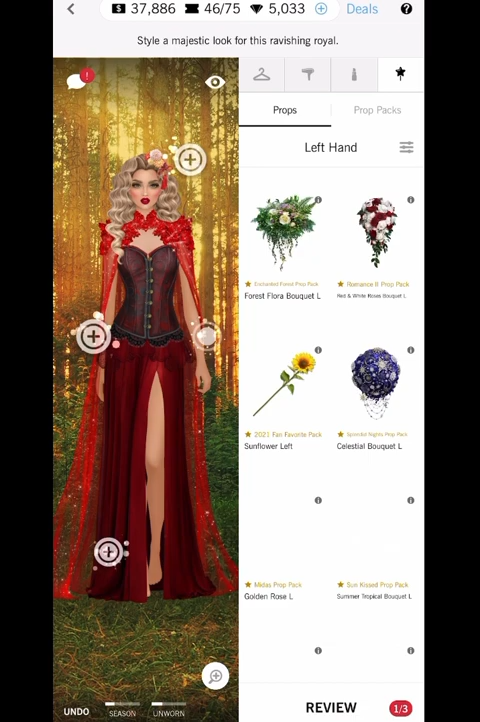 37,886 46/75 5,033 Deals
Style a majestic look for this ravishing royal.
Props Prop Packs
Left Hand
Enchanted Forest Prop Pack
Forest Flora Bouquet L
Romance II Prop Pack
Red & White Roses Bouquet L
2021 Fan Favorite Pack
Sunflower Left
Splendid Nights Prop Pack
Celestial Bouquet L
Midas Prop Pack
Golden Rose L
Sun Kissed Prop Pack
Summer Tropical Bouquet L
UNDO SEASON UNWORN
REVIEW 1/3